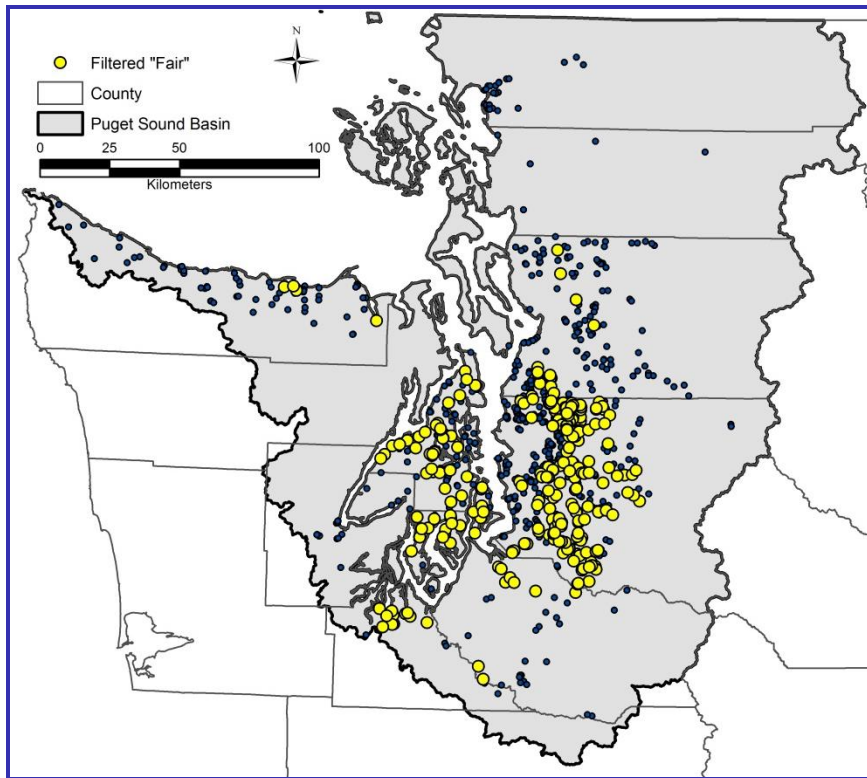 N
Filtered "Fair"
County
Puget Sound Basin
0 25 50 100
Kilometers